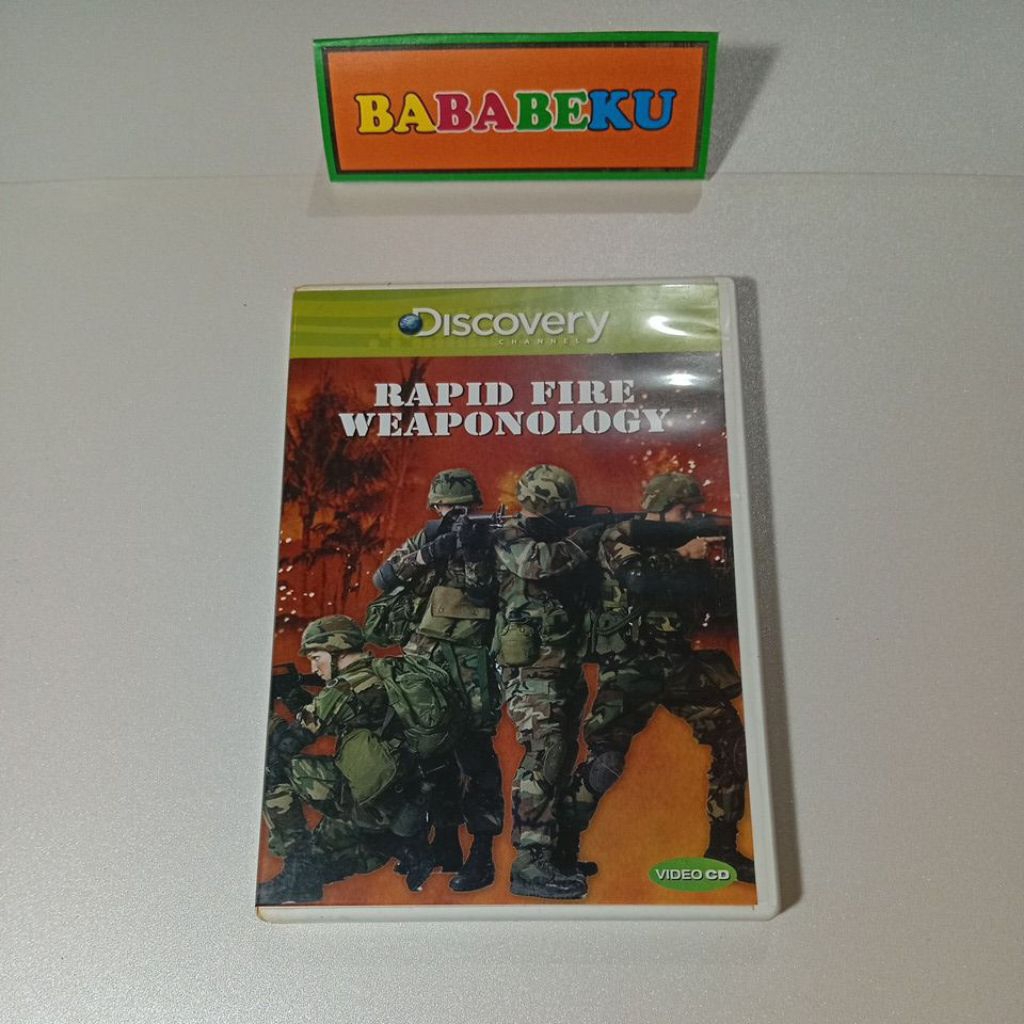 BABABEKU
Discovery
CHANNEL
RAPID FIRE
WEAPONOLOGY
VIDEO CD